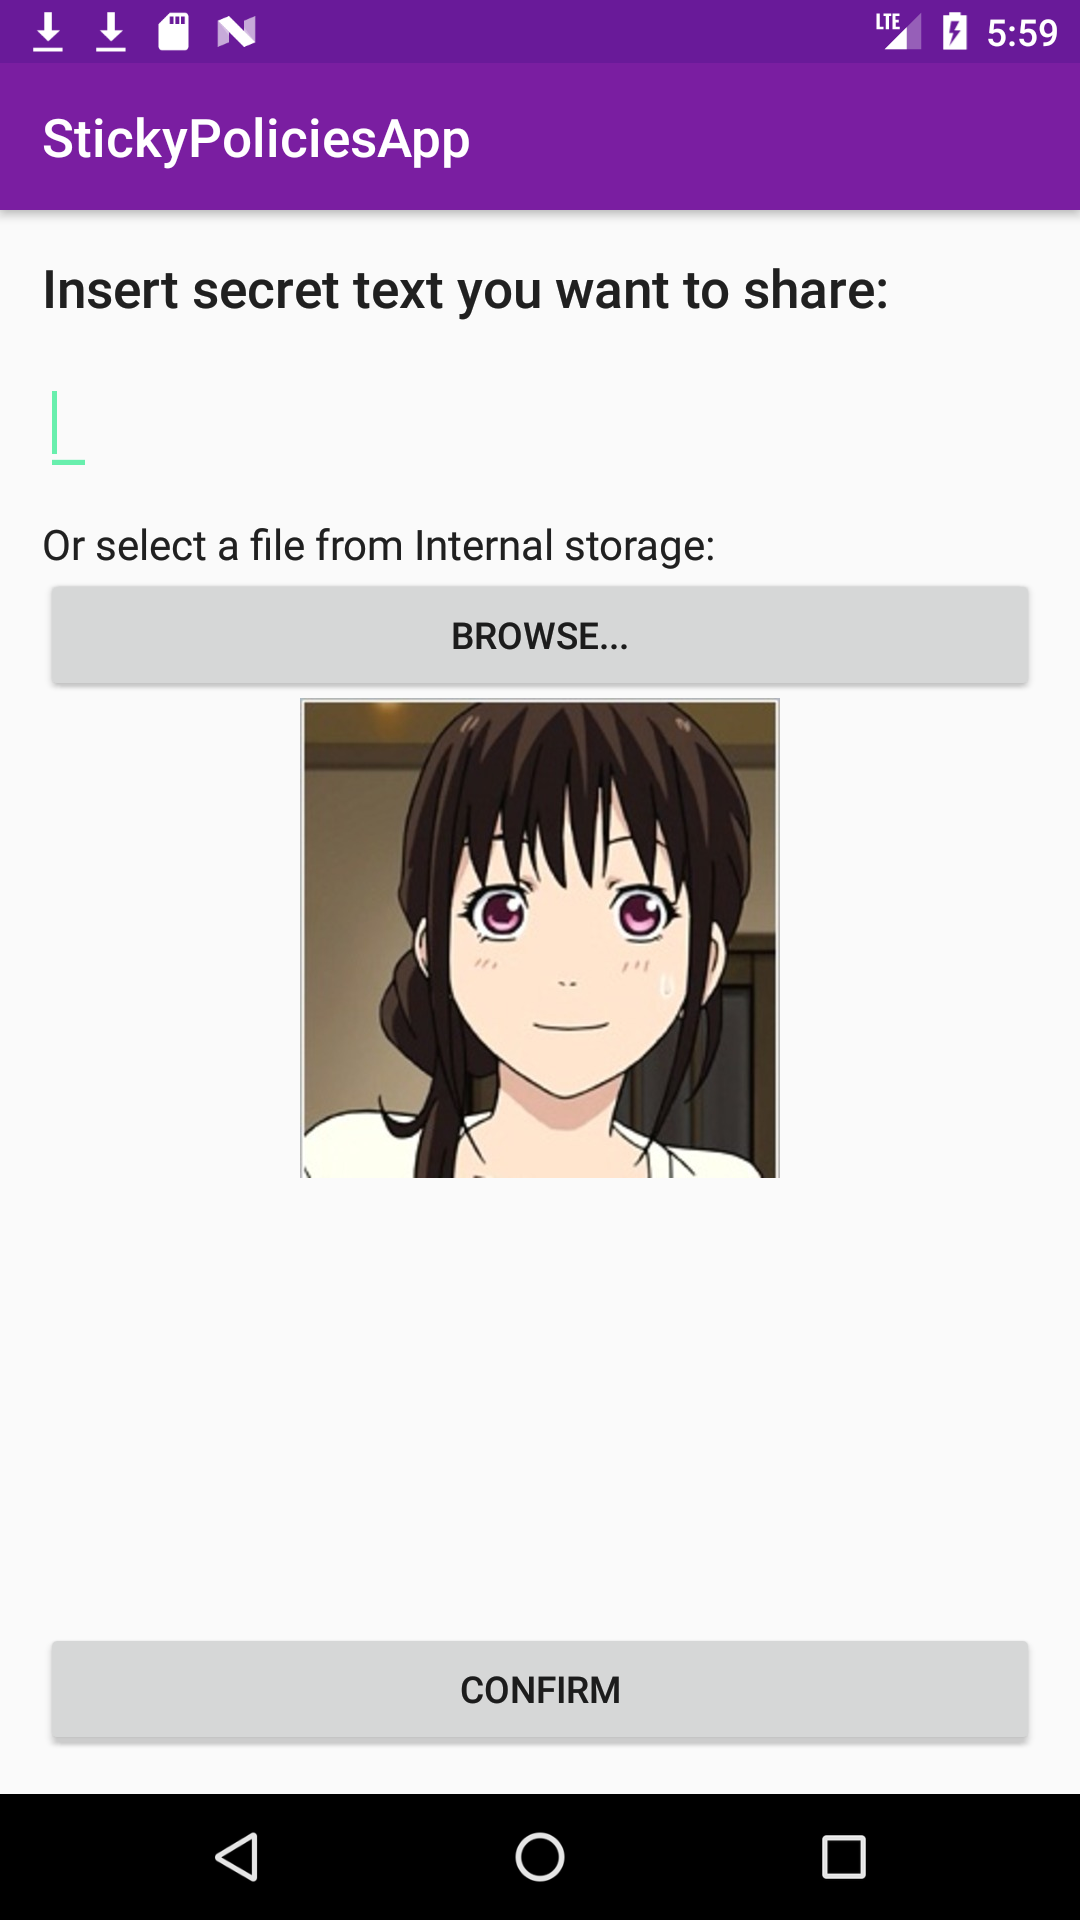 LTE 5:59
StickyPoliciesApp
Insert secret text you want to share:
Or select a file from Internal storage:
BROWSE...
CONFIRM